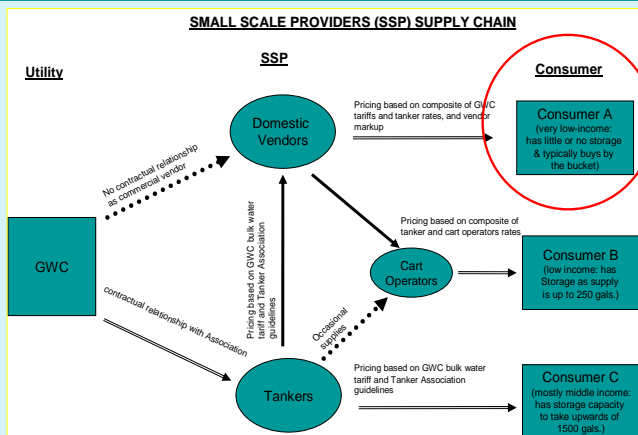 SMALL SCALE PROVIDERS (SSP) SUPPLY CHAIN
Utility
SSP
Consumer
Domestic
Vendors
Pricing based on composite of GWC
tariffs and tanker rates, and vendor
markup
Consumer A
(very low-income:
has little or no storage
& typically buys by
the bucket)
No contractual relationship
as commercial vendor
GWC
Pricing based on GWC bulk water
tariff and Tanker Association
guidelines
Pricing based on composite of
tanker and cart operators rates
Cart
Operators
Consumer B
(low income: has
Storage as supply
is up to 250 gals.)
contractual relationship with Association
Occasional
supplies
Tankers
Pricing based on GWC bulk water
tariff and Tanker Association
guidelines
Consumer C
(mostly middle income:
has storage capacity
to take upwards of
1500 gals.)